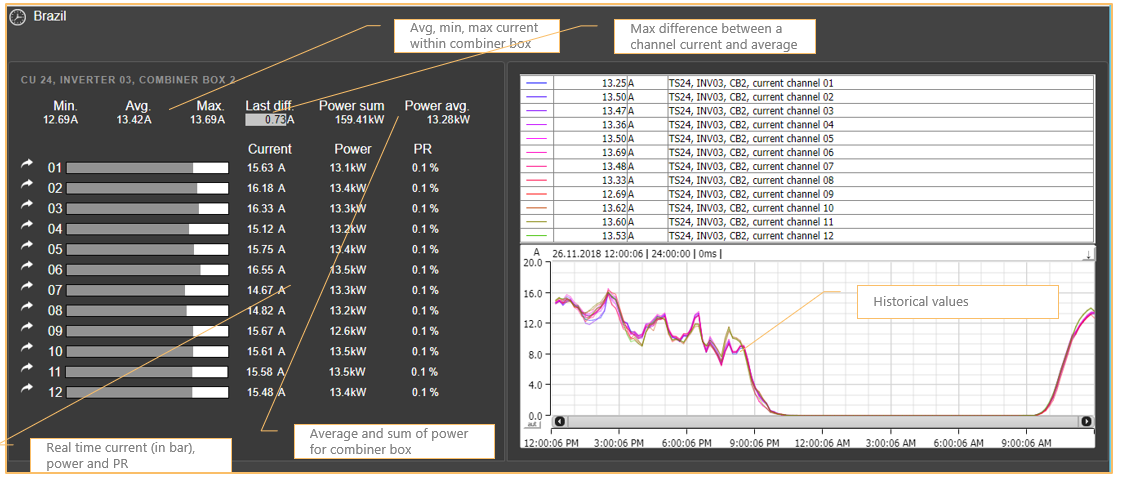 Brazil
Avg, min, max current
within combiner box
Max difference between a
channel current and average
CU 24, INVERTER 03, COMBINER BOX 2
Min. Avg. Max. Last diff. Power sum Power avg.
12.69A 13.42A 13.69A 0.73A 159.41kW 13.28kW
Current Power PR
01 15.63 A 13.1kW 0.1 %
02 16.18 A 13.4kW 0.1 %
03 16.33 A 13.3kW 0.1 %
04 15.12 A 13.2kW 0.1 %
05 15.75 A 13.4kW 0.1 %
06 16.55 A 13.5kW 0.1 %
07 14.67 A 13.3kW 0.1 %
08 14.82 A 13.2kW 0.1 %
09 15.67 A 12.6kW 0.1 %
10 15.61 A 13.5kW 0.1 %
11 15.58 A 13.5kW 0.1 %
12 15.48 A 13.4kW 0.1 %
Real time current (in bar),
power and PR
Average and sum of power
for combiner box
13.25 A TS24, INV03, CB2, current channel 01
13.50 A TS24, INV03, CB2, current channel 02
13.47 A TS24, INV03, CB2, current channel 03
13.36 A TS24, INV03, CB2, current channel 04
13.50 A TS24, INV03, CB2, current channel 05
13.69 A TS24, INV03, CB2, current channel 06
13.48 A TS24, INV03, CB2, current channel 07
13.33 A TS24, INV03, CB2, current channel 08
12.69 A TS24, INV03, CB2, current channel 09
13.62 A TS24, INV03, CB2, current channel 10
13.60 A TS24, INV03, CB2, current channel 11
13.53 A TS24, INV03, CB2, current channel 12
A 26.11.2018 12:00:06 | 24:00:00 | 0ms |
20.0
16.0
12.0
8.0
4.0
0.0
aut
Historical values
12:00:06 PM 3:00:06 PM 6:00:06 PM 9:00:06 PM 12:00:06 AM 3:00:06 AM 6:00:06 AM 9:00:06 AM